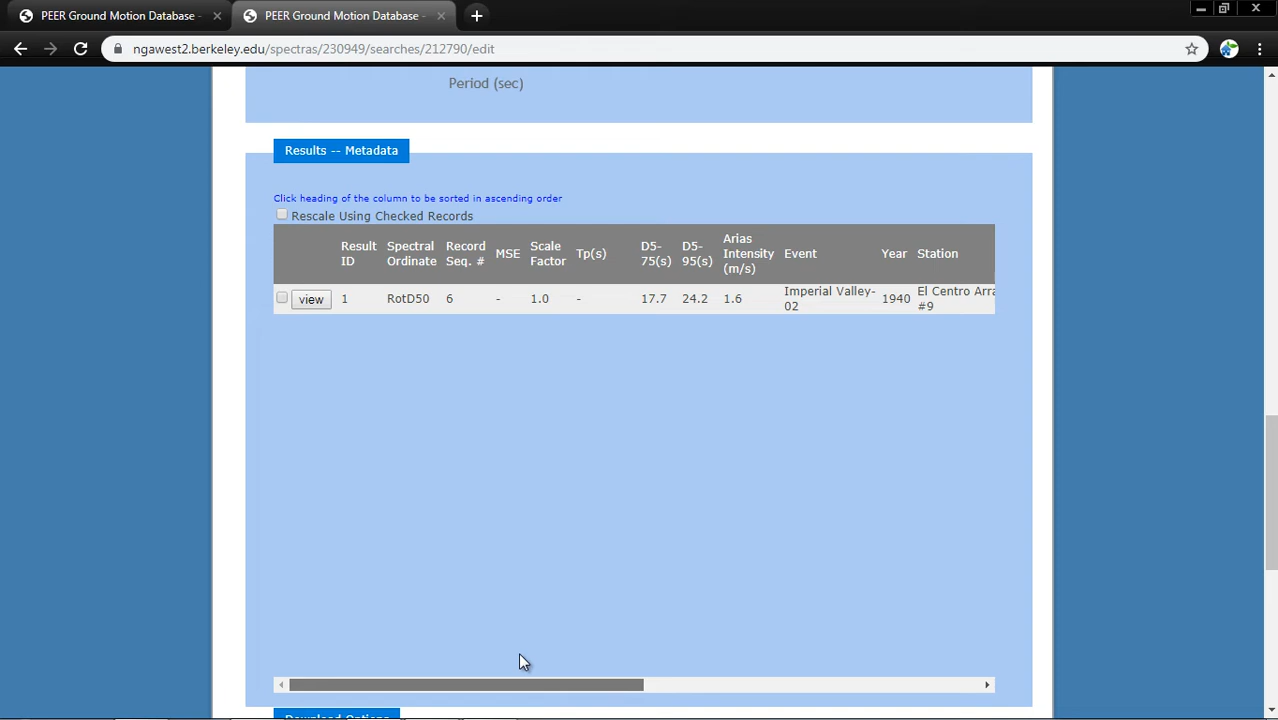 PEER Ground Motion Database -
PEER Ground Motion Database -
ngawest2.berkeley.edu/spectras/230949/searches/212790/edit
Period (sec)
Results -- Metadata
Click heading of the column to be sorted in ascending order
Rescale Using Checked Records
Result ID Spectral Ordinate Record Seq. # MSE Scale Factor Tp(s) D5-75(s) D5-95(s) Arias Intensity (m/s) Event Year Station
view 1 RotD50 6 - 1.0 - 17.7 24.2 1.6 Imperial Valley-02 1940 El Centro Arra #9
Download Options